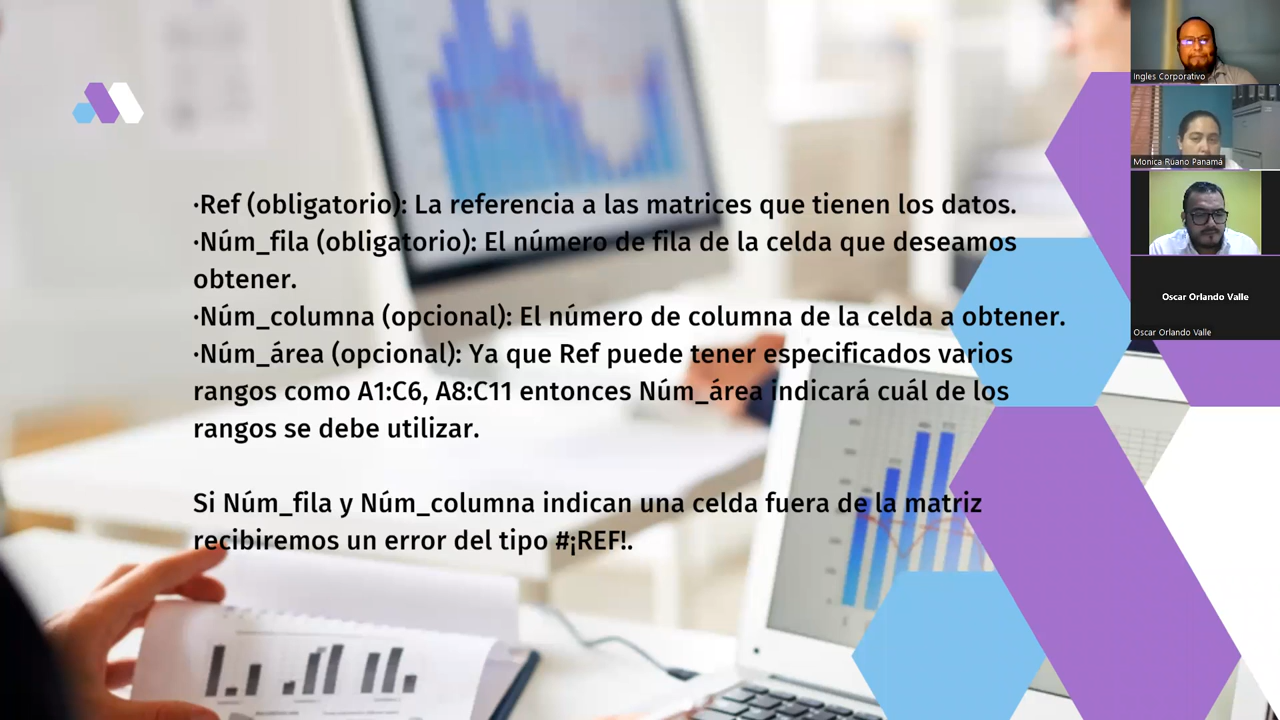 ·Ref (obligatorio): La referencia a las matrices que tienen los datos.
·Núm_fila (obligatorio): El número de fila de la celda que deseamos
obtener.
·Núm_columna (opcional): El número de columna de la celda a obtener.
·Núm_área (opcional): Ya que Ref puede tener especificados varios
rangos como A1:C6, A8:C11 entonces Núm_área indicará cuál de los
rangos se debe utilizar.
Si Núm_fila y Núm_columna indican una celda fuera de la matriz
recibiremos un error del tipo #¡REF!.
Ingles Corporativo
Monica Ruano Panamá
Oscar Orlando Valle
Oscar Orlando Valle